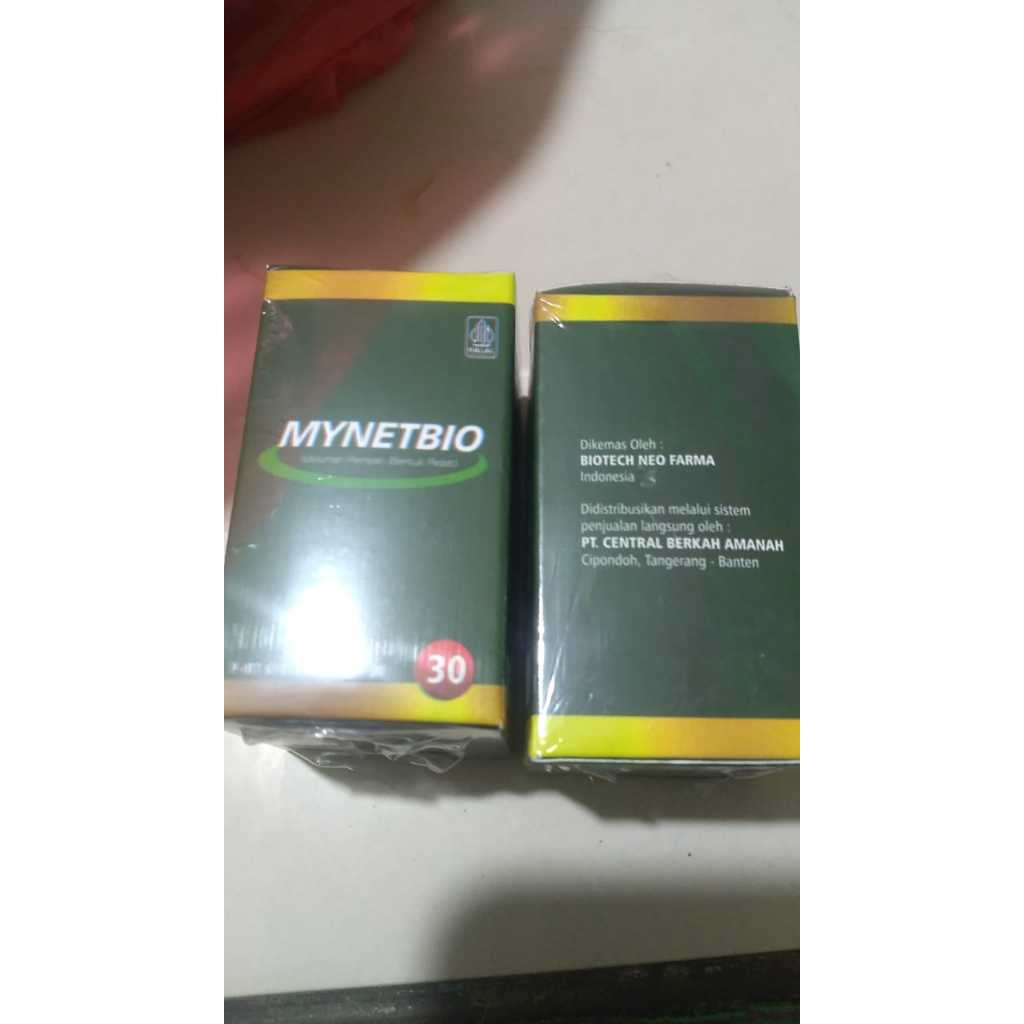 MYNETBIO
30
Dikemas Oleh :
BIOTECH NEO FARMA
Indonesia
Didistribusikan melalui sistem
penjualan langsung oleh :
PT. CENTRAL BERKAH AMANAH
Cipondoh, Tangerang - Banten